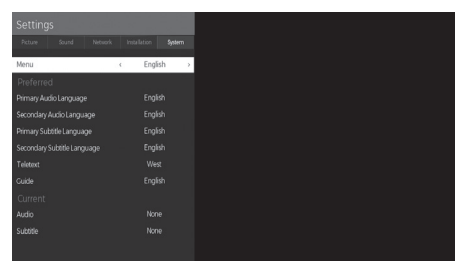 Settings
Picture Sound Network Installation System
Menu < English >
Preferred
Primary Audio Language English
Secondary Audio Language English
Primary Subtitle Language English
Secondary Subtitle Language English
Teletext West
Guide English
Current
Audio None
Subtitle None